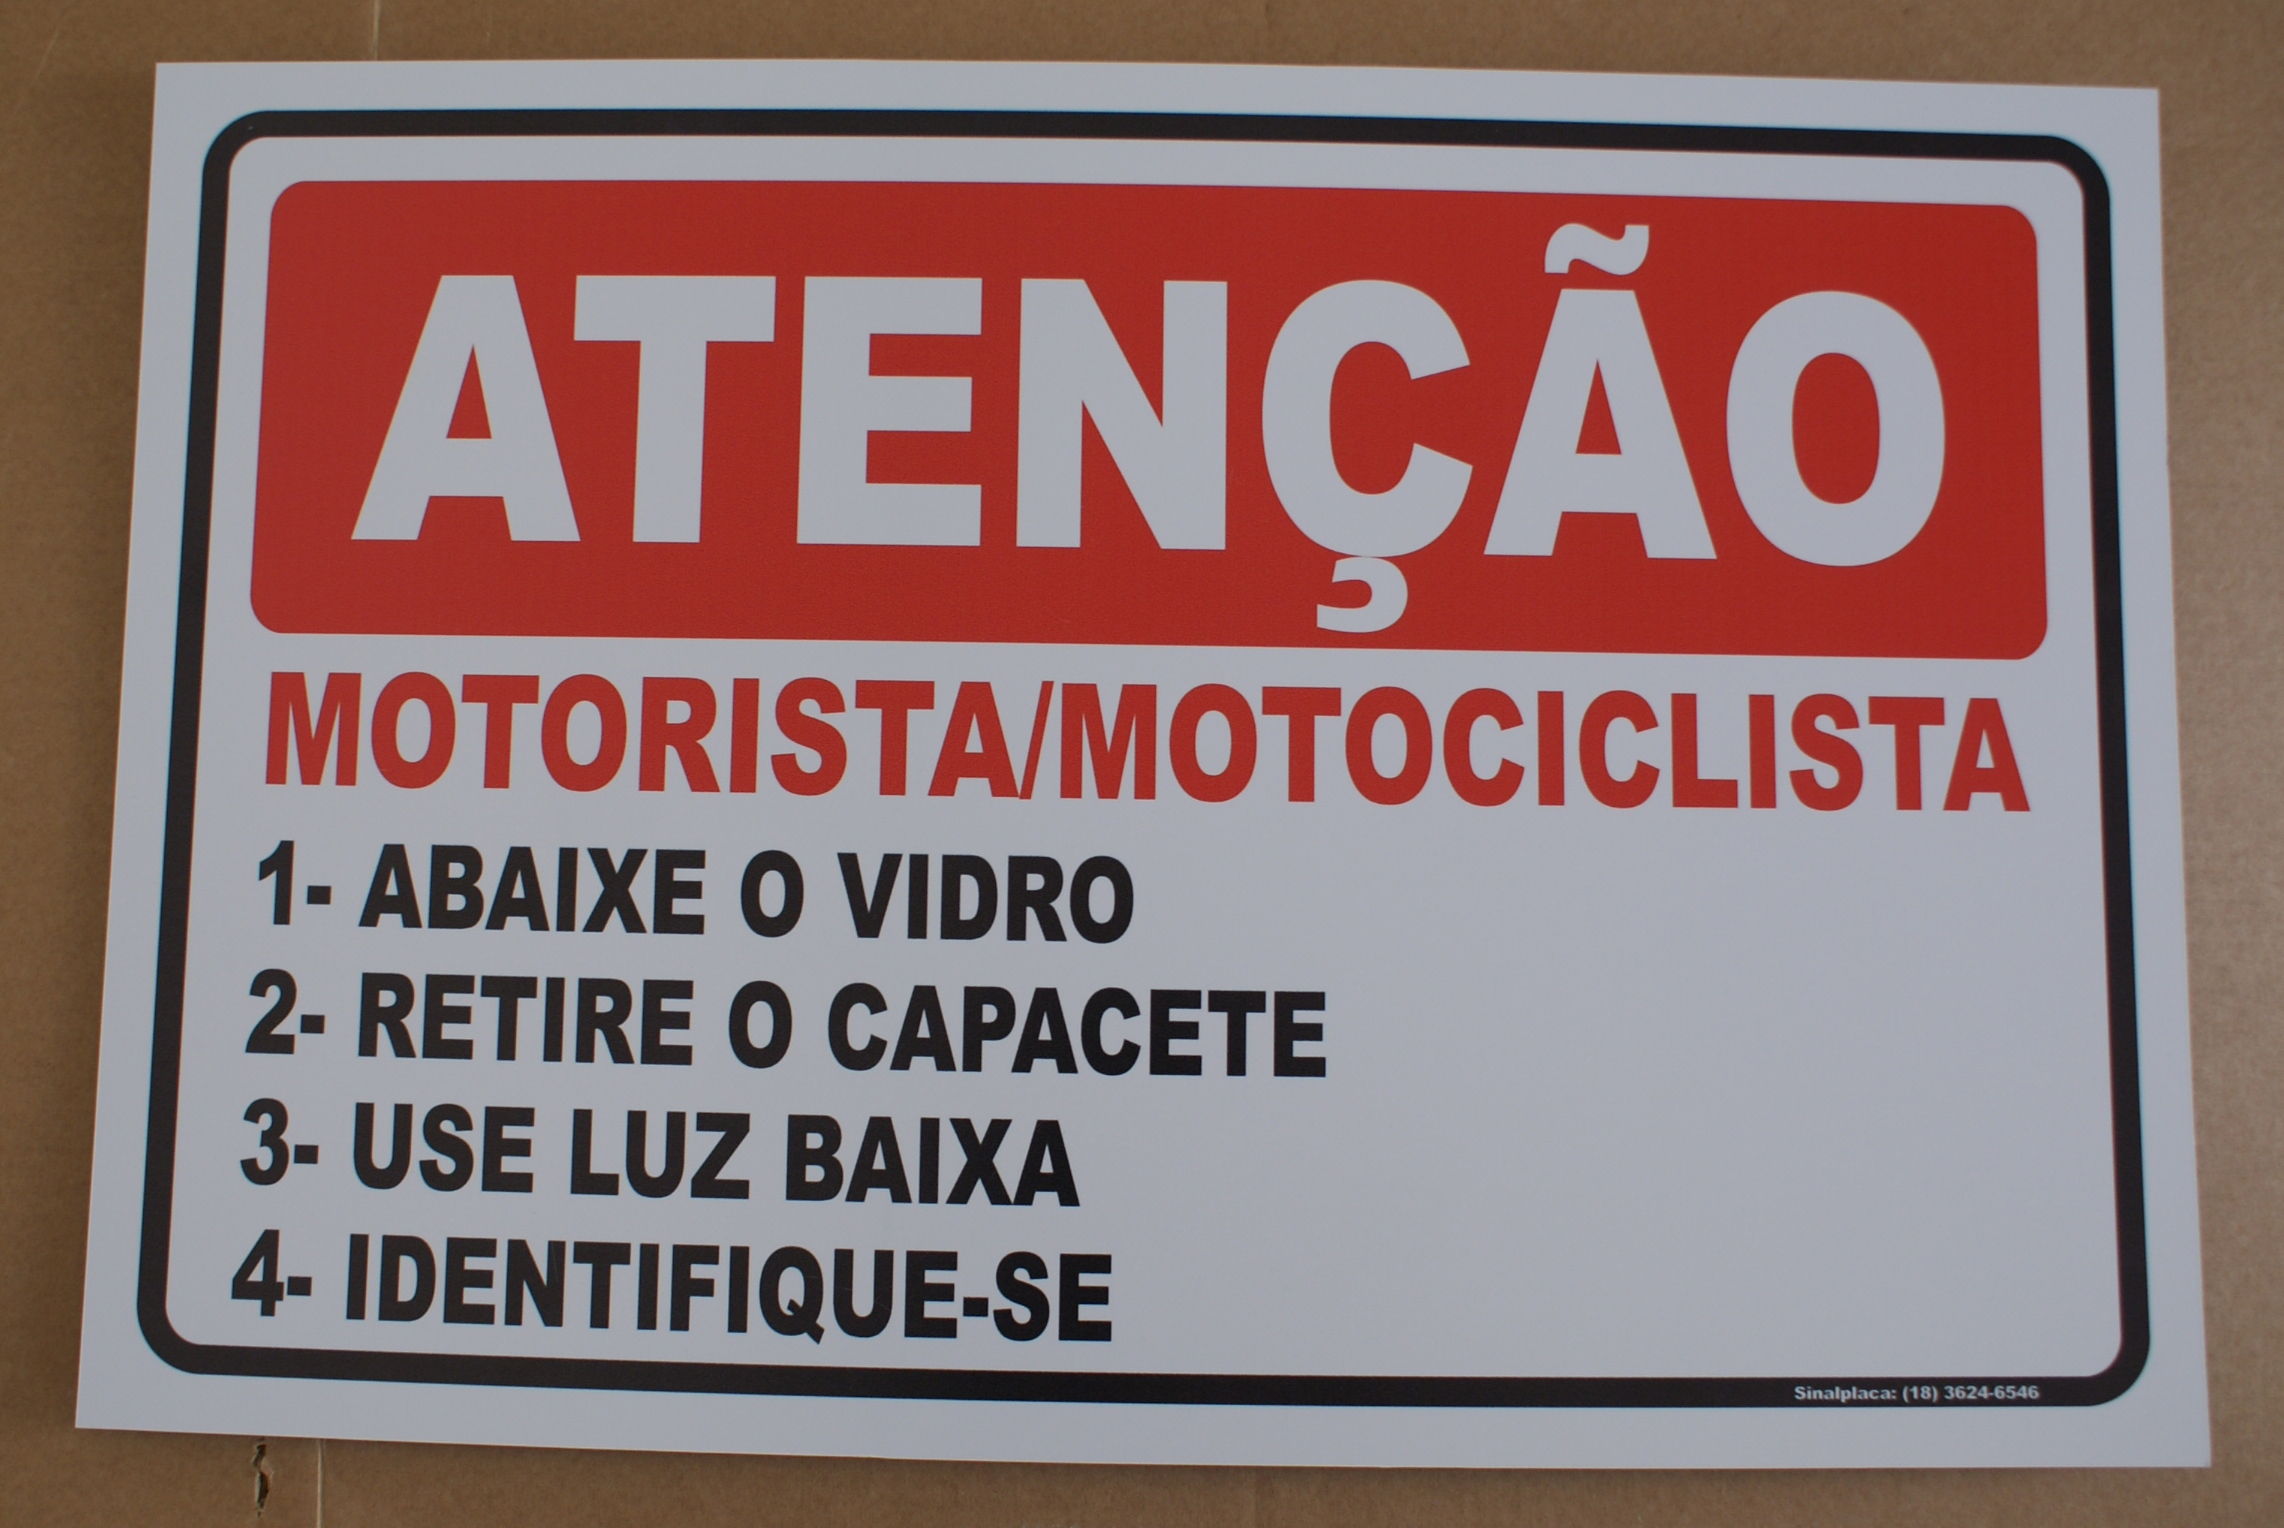 ATENÇÃO
MOTORISTA/MOTOCICLISTA
1- ABAIXE O VIDRO
2- RETIRE O CAPACETE
3- USE LUZ BAIXA
4- IDENTIFIQUE-SE
Sinalplaca: (18) 3624-6546